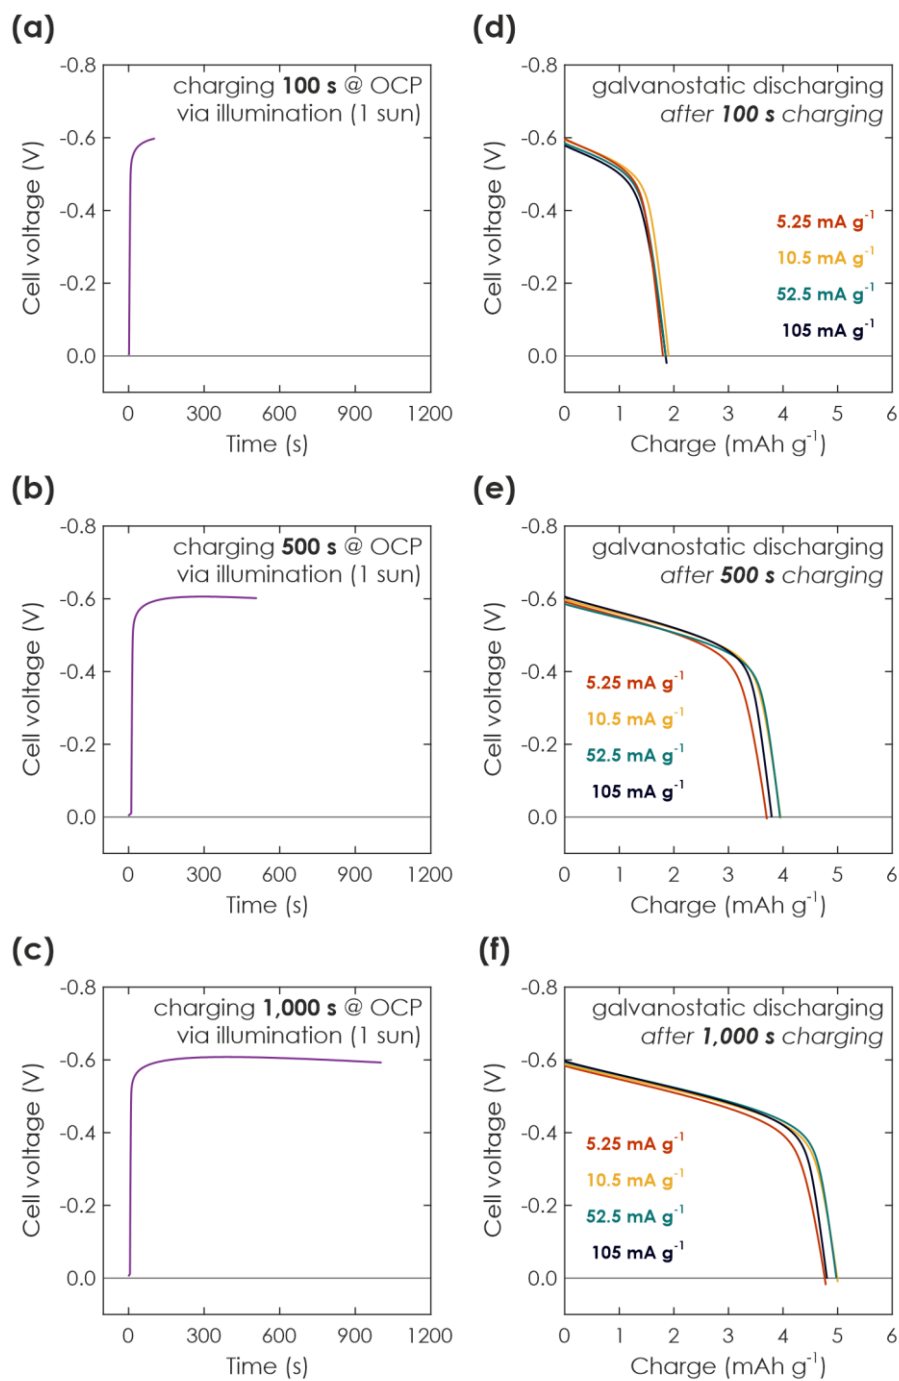 (a)
charging 100 s @ OCP
via illumination (1 sun)
-0.8
-0.6
-0.4
-0.2
0.0
Cell voltage (V)
0 300 600 900 1200
Time (s)
(d)
galvanostatic discharging
after 100 s charging
-0.8
-0.6
-0.4
-0.2
0.0
Cell voltage (V)
5.25 mA g⁻¹
10.5 mA g⁻¹
52.5 mA g⁻¹
105 mA g⁻¹
0 1 2 3 4 5 6
Charge (mAh g⁻¹)
(b)
charging 500 s @ OCP
via illumination (1 sun)
-0.8
-0.6
-0.4
-0.2
0.0
Cell voltage (V)
0 300 600 900 1200
Time (s)
(e)
galvanostatic discharging
after 500 s charging
-0.8
-0.6
-0.4
-0.2
0.0
Cell voltage (V)
5.25 mA g⁻¹
10.5 mA g⁻¹
52.5 mA g⁻¹
105 mA g⁻¹
0 1 2 3 4 5 6
Charge (mAh g⁻¹)
(c)
charging 1,000 s @ OCP
via illumination (1 sun)
-0.8
-0.6
-0.4
-0.2
0.0
Cell voltage (V)
0 300 600 900 1200
Time (s)
(f)
galvanostatic discharging
after 1,000 s charging
-0.8
-0.6
-0.4
-0.2
0.0
Cell voltage (V)
5.25 mA g⁻¹
10.5 mA g⁻¹
52.5 mA g⁻¹
105 mA g⁻¹
0 1 2 3 4 5 6
Charge (mAh g⁻¹)